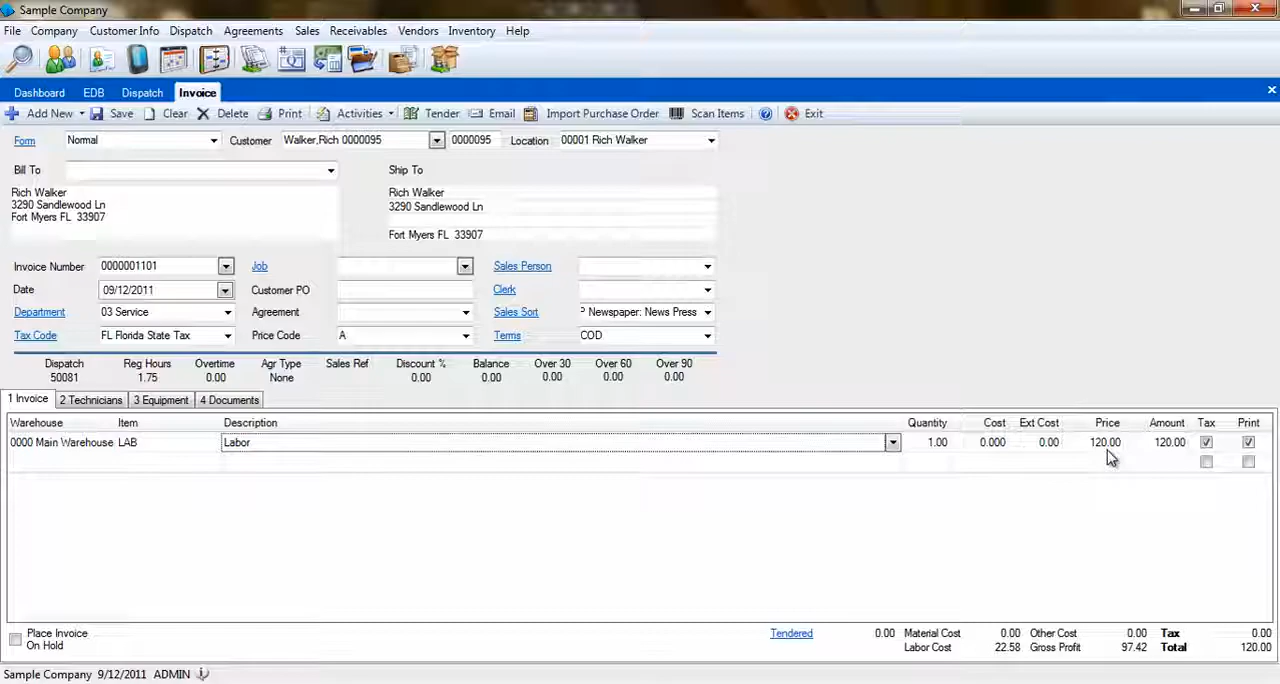 Sample Company
File Company Customer Info Dispatch Agreements Sales Receivables Vendors Inventory Help
Dashboard EDB Dispatch Invoice
Add New Save Clear Delete Print Activities Tender Email Import Purchase Order Scan Items Exit
Form Normal Customer Walker,Rich 0000095 0000095 Location 00001 Rich Walker
Bill To Ship To
Rich Walker Rich Walker
3290 Sandlewood Ln 3290 Sandlewood Ln
Fort Myers FL 33907
Fort Myers FL 33907
Invoice Number 0000001101 Job Sales Person
Date 09/12/2011 Customer PO Clerk
Department 03 Service Agreement Sales Sort Newspaper: News Press
Tax Code FL Florida State Tax Price Code A Terms COD
Dispatch Reg Hours Overtime Agr Type Sales Ref Discount % Balance Over 30 Over 60 Over 90
50081 1.75 0.00 None 0.00 0.00 0.00 0.00 0.00
1 Invoice 2 Technicians 3 Equipment 4 Documents
Warehouse Item Description Quantity Cost Ext Cost Price Amount Tax Print
0000 Main Warehouse LAB Labor 1.00 0.000 0.00 120.00 120.00
Place Invoice Tendered 0.00 Material Cost 0.00 Other Cost 0.00 Tax 0.00
On Hold Labor Cost 22.58 Gross Profit 97.42 Total 120.00
Sample Company 9/12/2011 ADMIN